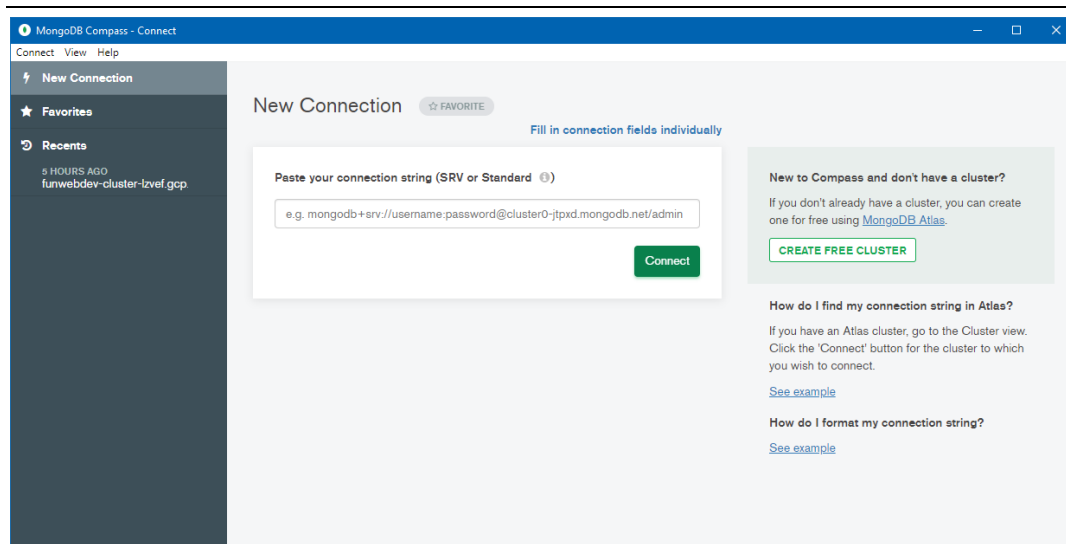 MongoDB Compass - Connect
Connect View Help
New Connection
Favorites
Recents
5 HOURS AGO
funwebdev-cluster-lzvef.gcp.
New Connection
FAVORITE
Fill in connection fields individually
Paste your connection string (SRV or Standard )
e.g. mongodb+srv://username:password@cluster0-jtpxd.mongodb.net/admin
Connect
New to Compass and don't have a cluster?
If you don't already have a cluster, you can create
one for free using MongoDB Atlas.
CREATE FREE CLUSTER
How do I find my connection string in Atlas?
If you have an Atlas cluster, go to the Cluster view.
Click the 'Connect' button for the cluster to which
you wish to connect.
See example
How do I format my connection string?
See example